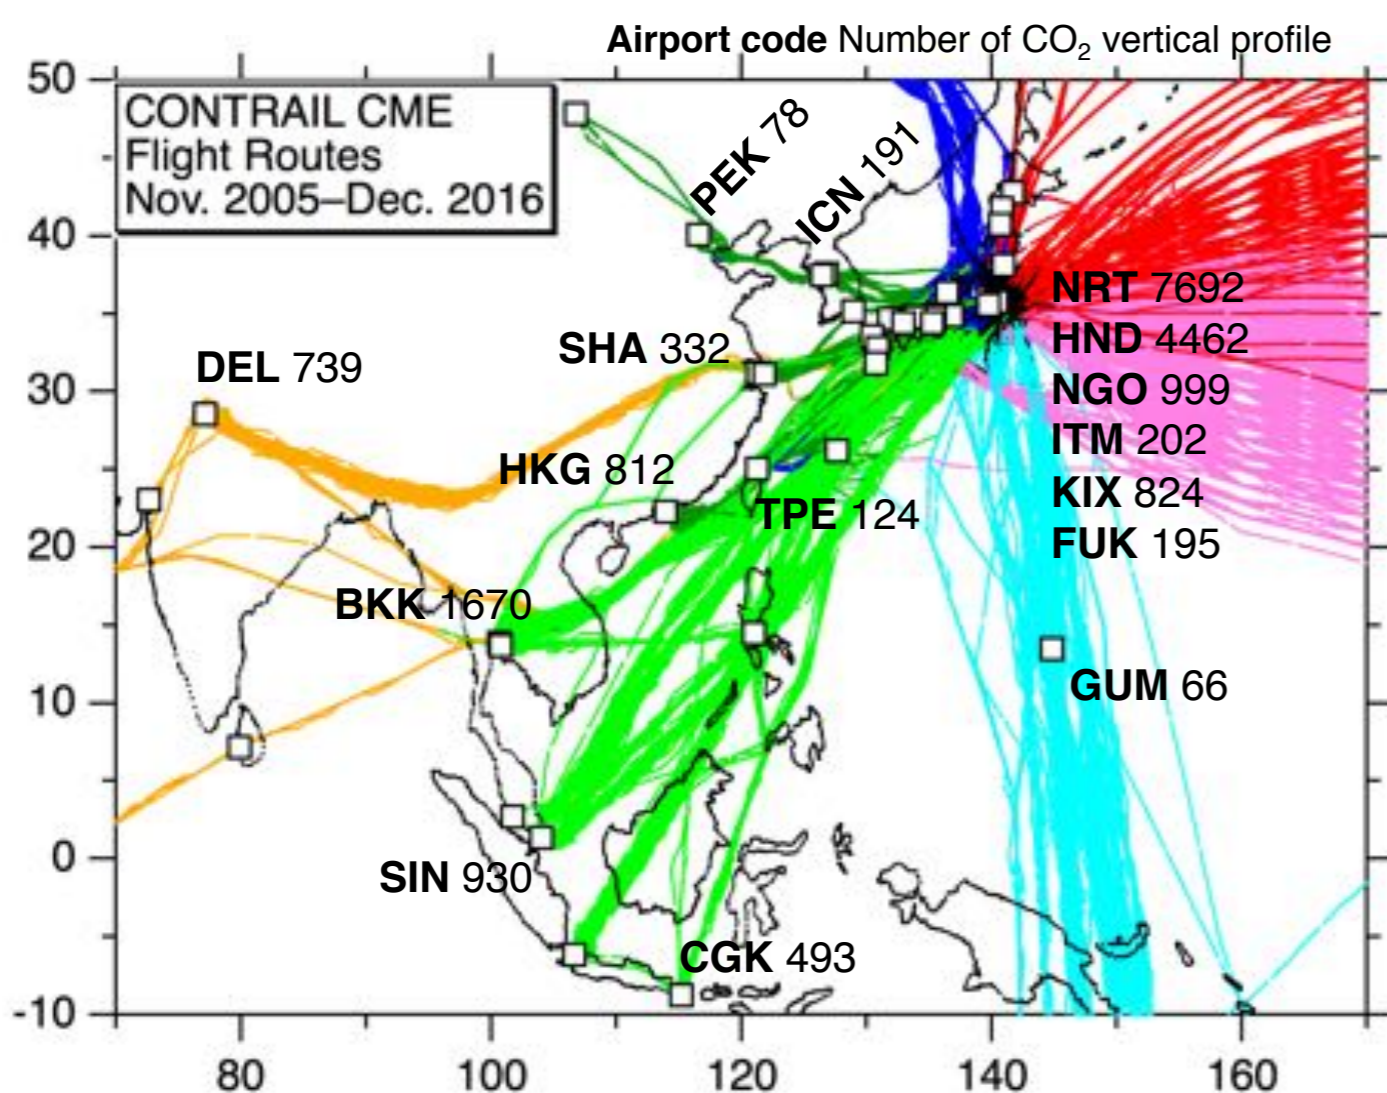 Airport code Number of CO₂ vertical profile
CONTRAIL CME
Flight Routes
Nov. 2005–Dec. 2016
PEK 78
ICN 191
NRT 7692
HND 4462
NGO 999
ITM 202
KIX 824
FUK 195
SHA 332
DEL 739
HKG 812
TPE 124
BKK 1670
GUM 66
SIN 930
CGK 493
50
40
30
20
10
0
-10
80 100 120 140 160